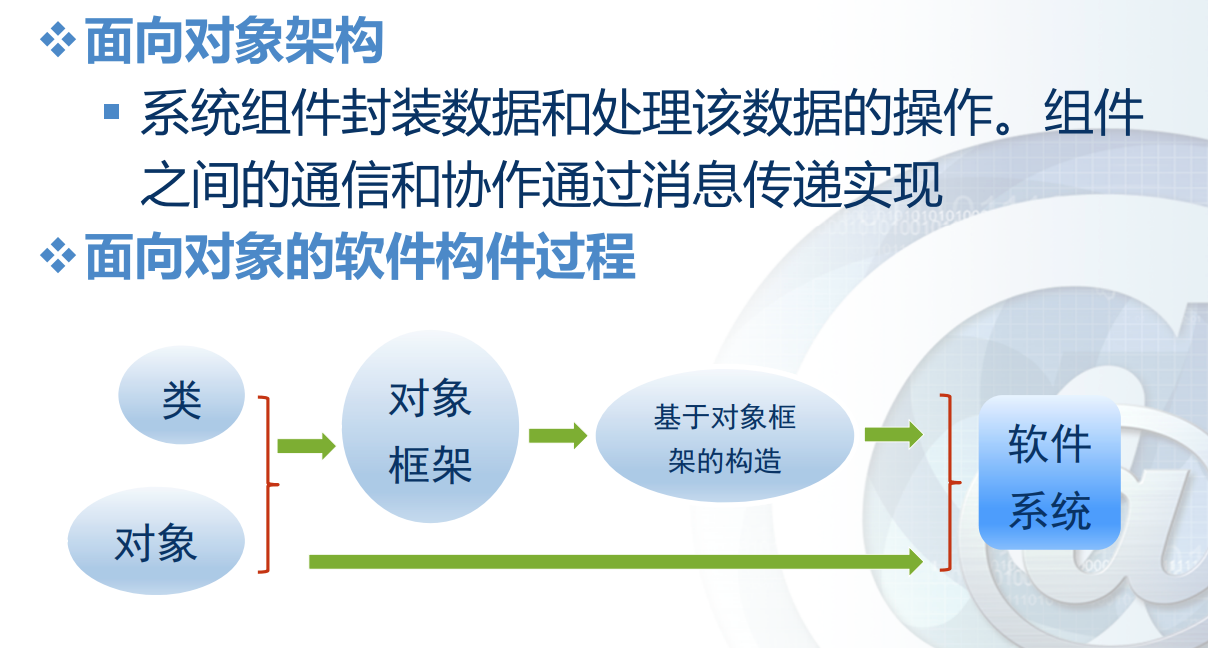 面向对象架构
系统组件封装数据和处理该数据的操作。组件
之间的通信和协作通过消息传递实现
面向对象的软件构件过程
类
对象
对象
框架
基于对象框
架的构造
软件
系统